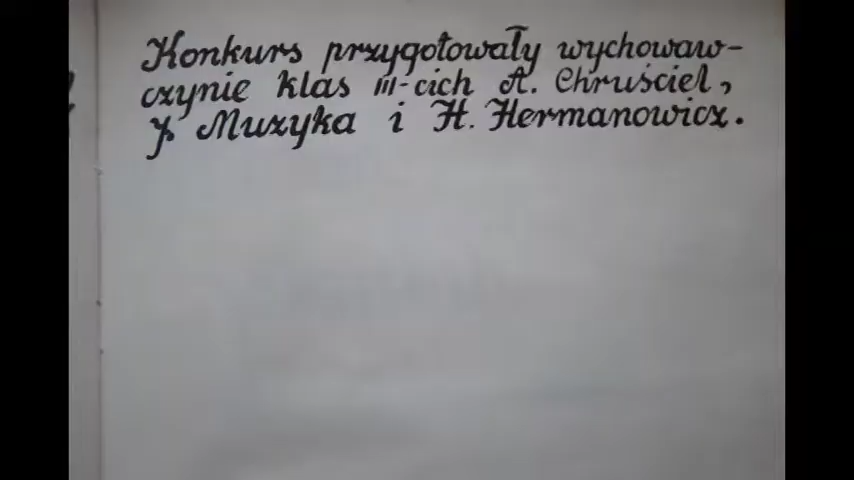 Konkurs przygotowały wychowaw-
czynie klas III-cich A. Chruściel,
J. Muzyka i H. Hermanowicz.